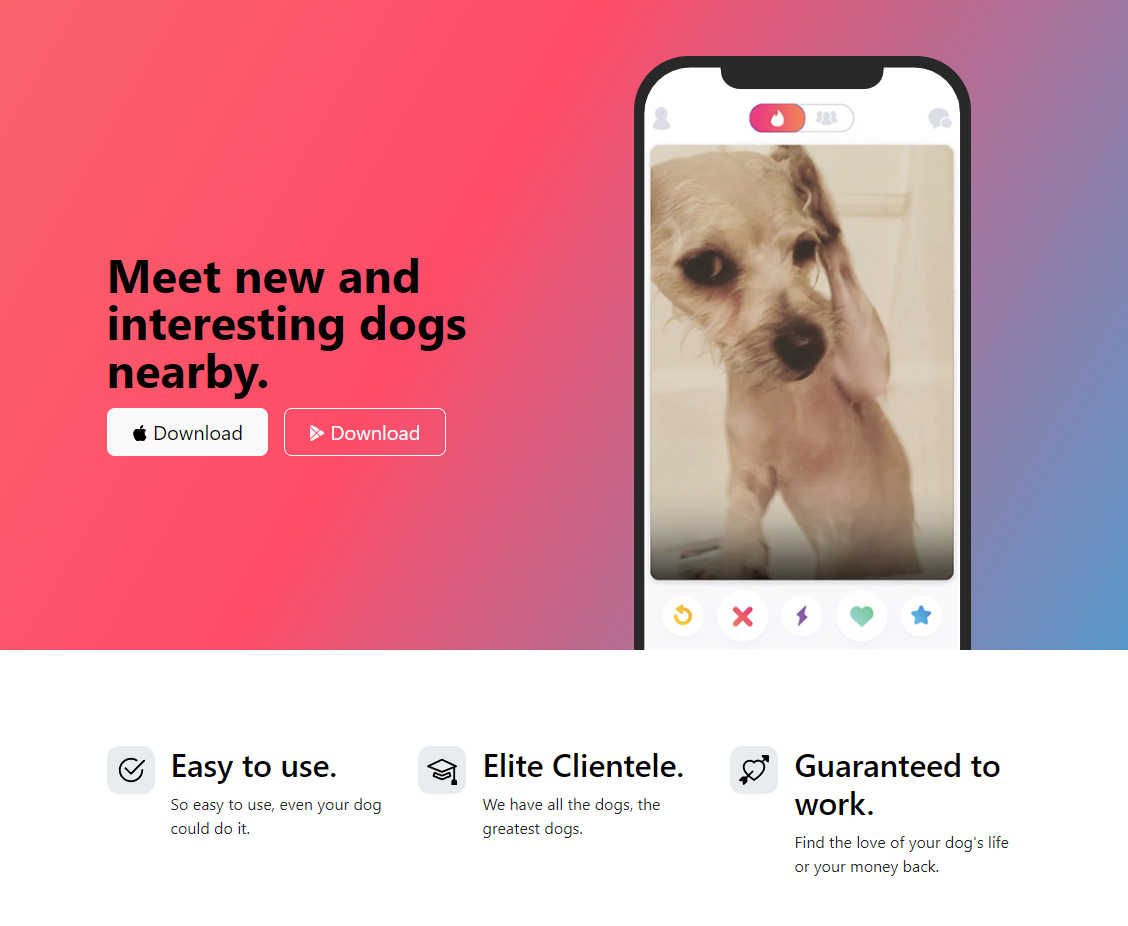 Meet new and
interesting dogs
nearby.
Download
Download
Easy to use.
So easy to use, even your dog
could do it.
Elite Clientele.
We have all the dogs, the
greatest dogs.
Guaranteed to
work.
Find the love of your dog's life
or your money back.